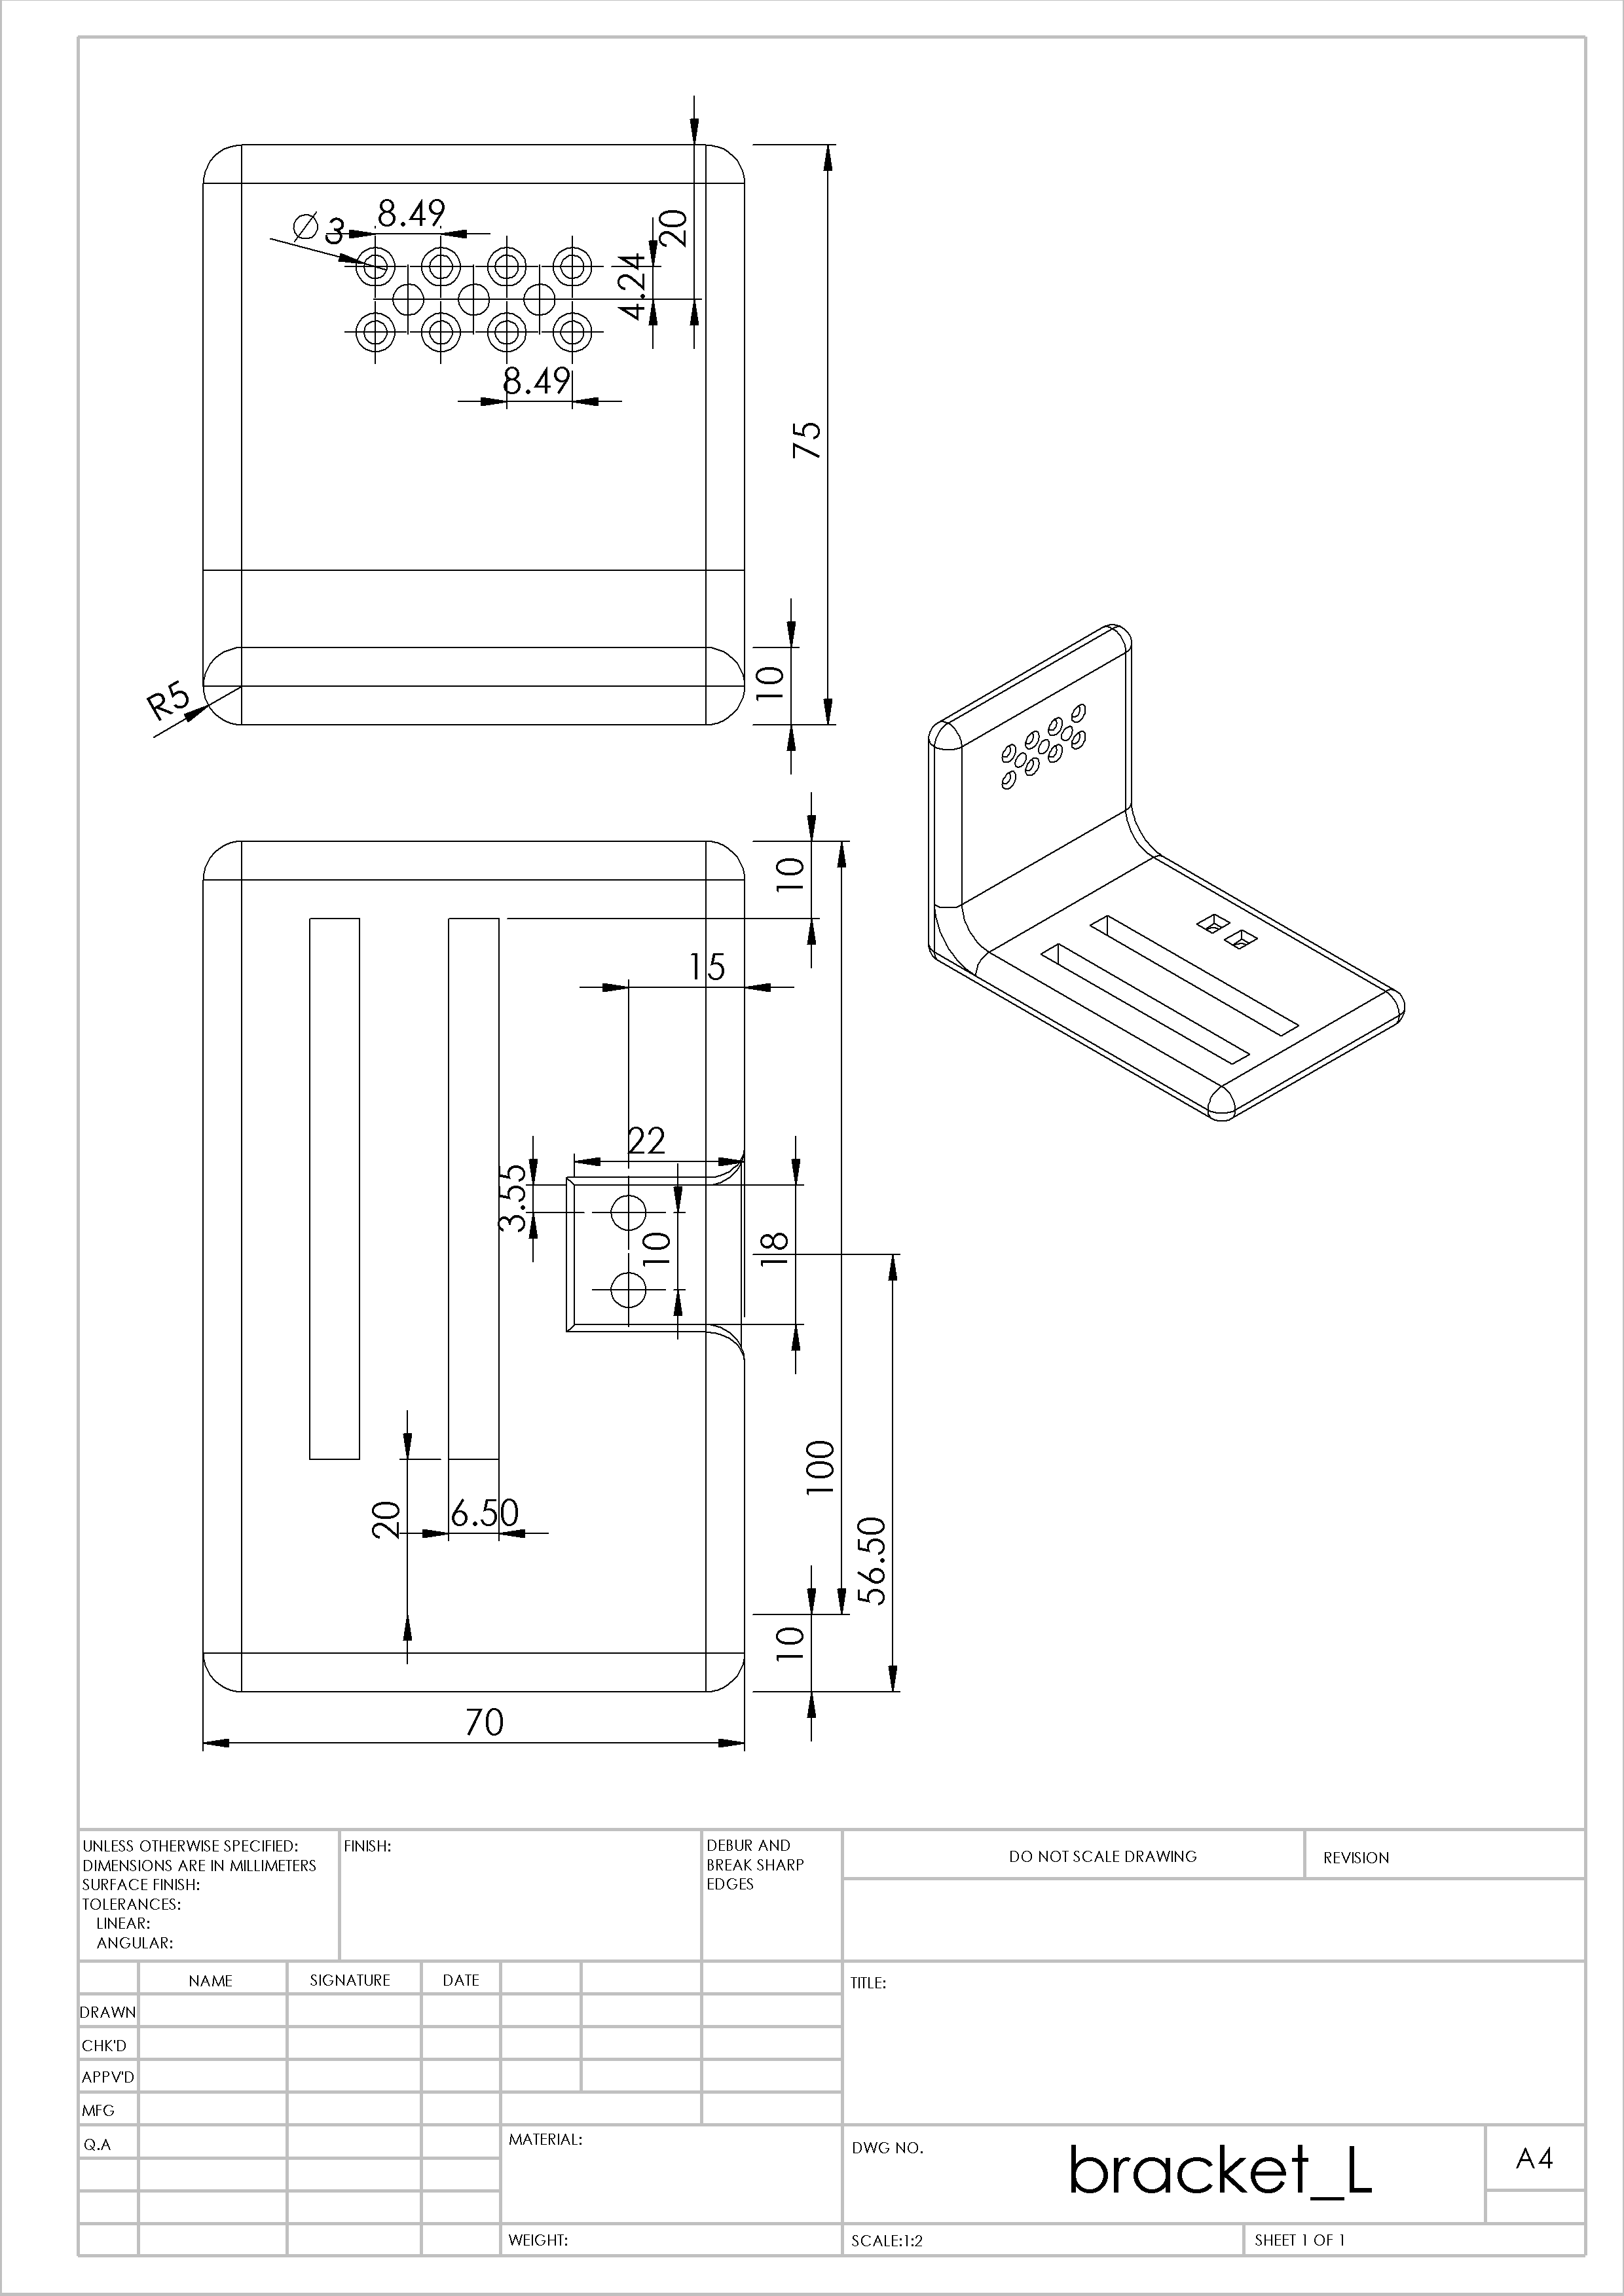 20
8.49
∅ 3
4.24
8.49
75
10
R5
10
15
22
3.55
10
18
100
20
6.50
56.50
10
70
UNLESS OTHERWISE SPECIFIED:
DIMENSIONS ARE IN MILLIMETERS
SURFACE FINISH:
TOLERANCES:
LINEAR:
ANGULAR:
FINISH:
DEBUR AND
BREAK SHARP
EDGES
DO NOT SCALE DRAWING
REVISION
NAME
SIGNATURE
DATE
DRAWN
CHK'D
APPV'D
MFG
Q.A
TITLE:
MATERIAL:
DWG NO.
bracket_L
A4
WEIGHT:
SCALE:1:2
SHEET 1 OF 1